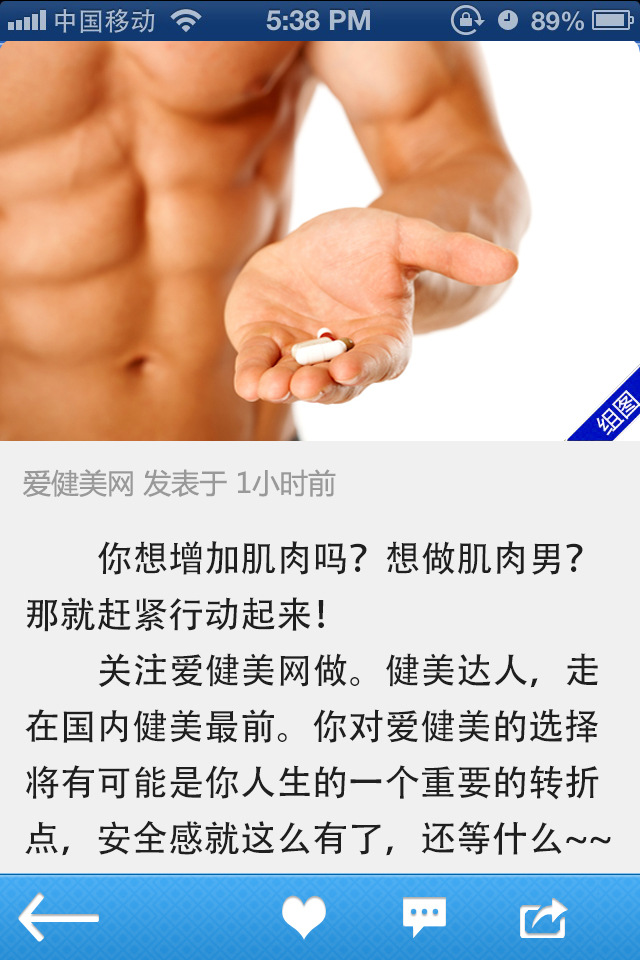 中国移动 5:38 PM 89%
组图
爱健美网 发表于 1小时前
你想增加肌肉吗？想做肌肉男？
那就赶紧行动起来！
关注爱健美网做。健美达人，走
在国内健美最前。你对爱健美的选择
将有可能是你人生的一个重要的转折
点，安全感就这么有了，还等什么~~